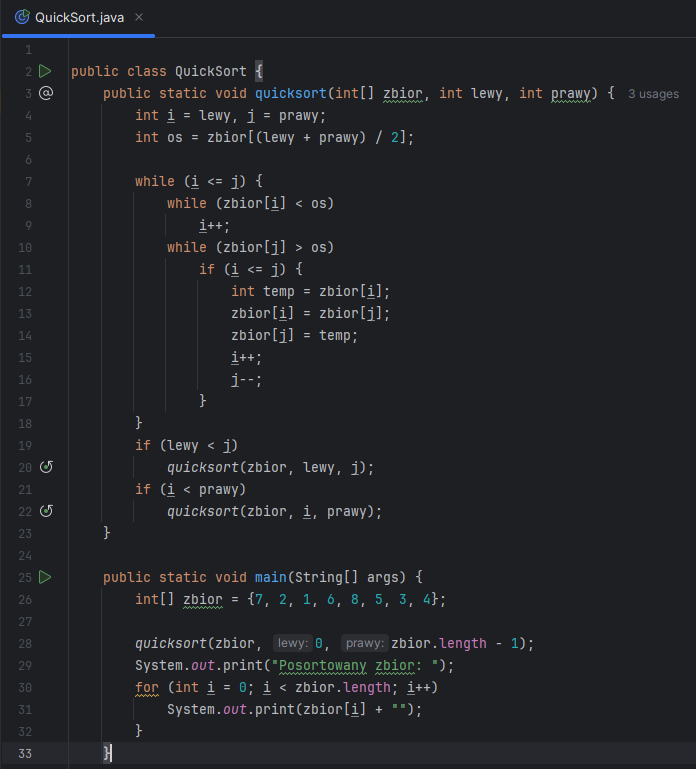 QuickSort.java ×
1
2 public class QuickSort {
3 @ public static void quicksort(int[] zbior, int lewy, int prawy) { 3 usages
4 int i = lewy, j = prawy;
5 int os = zbior[(lewy + prawy) / 2];
6
7 while (i <= j) {
8 while (zbior[i] < os)
9 i++;
10 while (zbior[j] > os)
11 if (i <= j) {
12 int temp = zbior[i];
13 zbior[i] = zbior[j];
14 zbior[j] = temp;
15 i++;
16 j--;
17 }
18 }
19 if (lewy < j)
20 quicksort(zbior, lewy, j);
21 if (i < prawy)
22 quicksort(zbior, i, prawy);
23 }
24
25 public static void main(String[] args) {
26 int[] zbior = {7, 2, 1, 6, 8, 5, 3, 4};
27
28 quicksort(zbior, lewy: 0, prawy: zbior.length - 1);
29 System.out.print("Posortowany zbior: ");
30 for (int i = 0; i < zbior.length; i++)
31 System.out.print(zbior[i] + "");
32 }
33 }